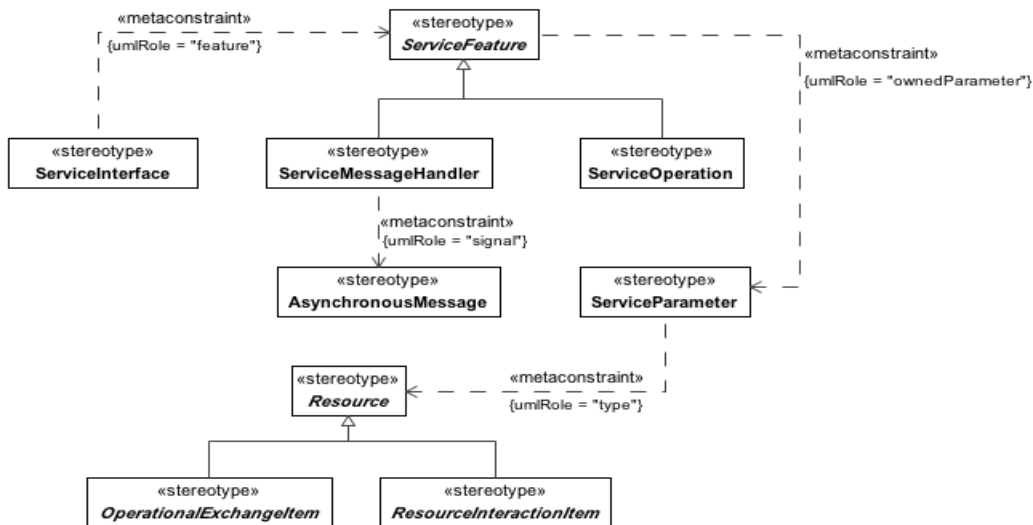 «metaconstraint»
{umlRole = "feature"}
«stereotype»
ServiceFeature
«metaconstraint»
{umlRole = "ownedParameter"}
«stereotype»
ServiceInterface
«stereotype»
ServiceMessageHandler
«stereotype»
ServiceOperation
«metaconstraint»
{umlRole = "signal"}
«stereotype»
AsynchronousMessage
«stereotype»
ServiceParameter
«stereotype»
Resource
«metaconstraint»
{umlRole = "type"}
«stereotype»
OperationalExchangeItem
«stereotype»
ResourceInteractionItem